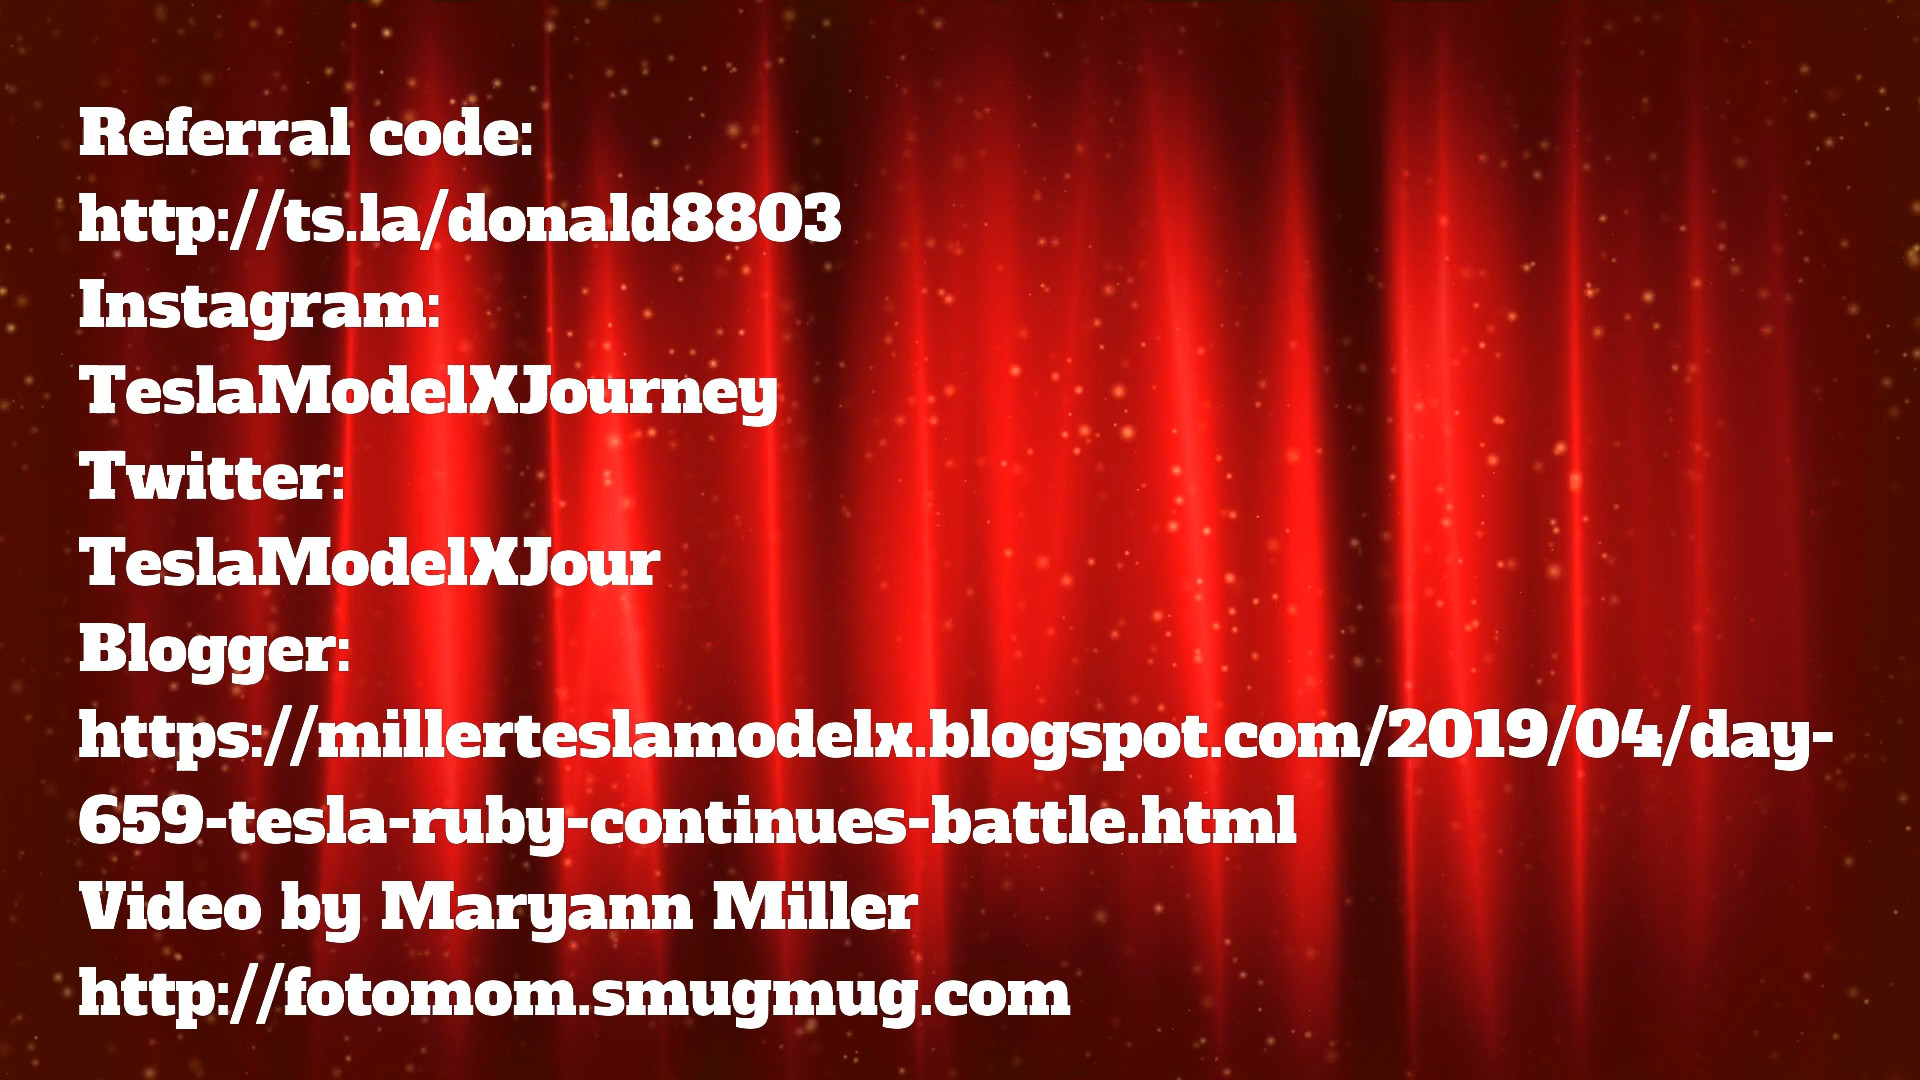 Referral code:
http://ts.la/donald8803
Instagram:
TeslaModelXJourney
Twitter:
TeslaModelXJour
Blogger:
https://millerteslamodelx.blogspot.com/2019/04/day-
659-tesla-ruby-continues-battle.html
Video by Maryann Miller
http://fotomom.smugmug.com